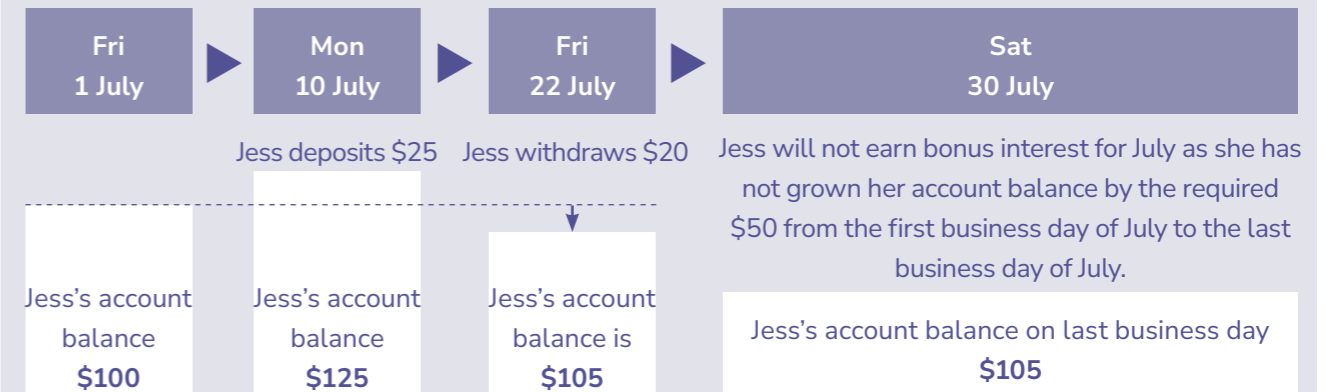 Fri
1 July
Mon
10 July
Fri
22 July
Sat
30 July
Jess deposits $25
Jess withdraws $20
Jess will not earn bonus interest for July as she has
not grown her account balance by the required
$50 from the first business day of July to the last
business day of July.
Jess’s account
balance
$100
Jess’s account
balance
$125
Jess’s account
balance is
$105
Jess’s account balance on last business day
$105